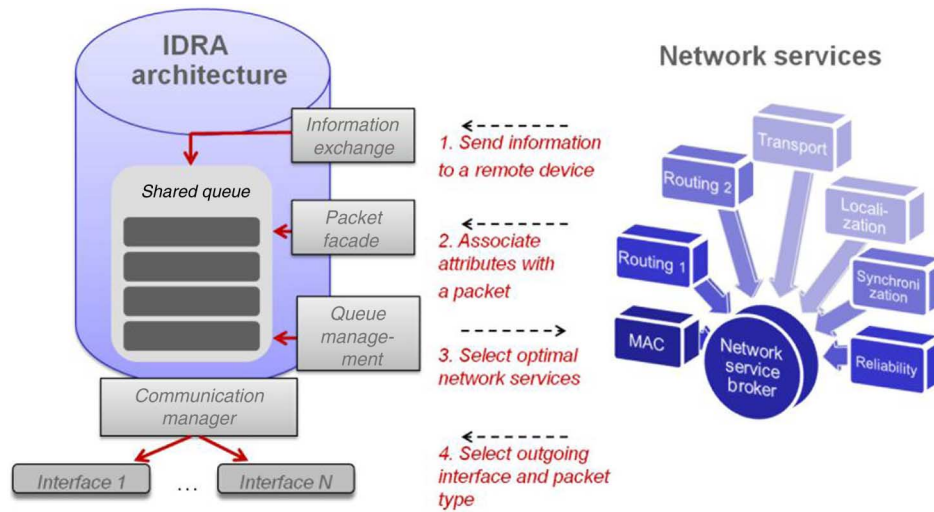 IDRA
architecture
Information
exchange
Shared queue
Packet
facade
Queue
manage-
ment
Communication
manager
Interface 1
...
Interface N
1. Send information
to a remote device
2. Associate
attributes with
a packet
3. Select optimal
network services
4. Select outgoing
interface and packet
type
Network services
Transport
Routing 2
Locali-
zation
Routing 1
Synchroni
zation
MAC
Network
service
broker
Reliability